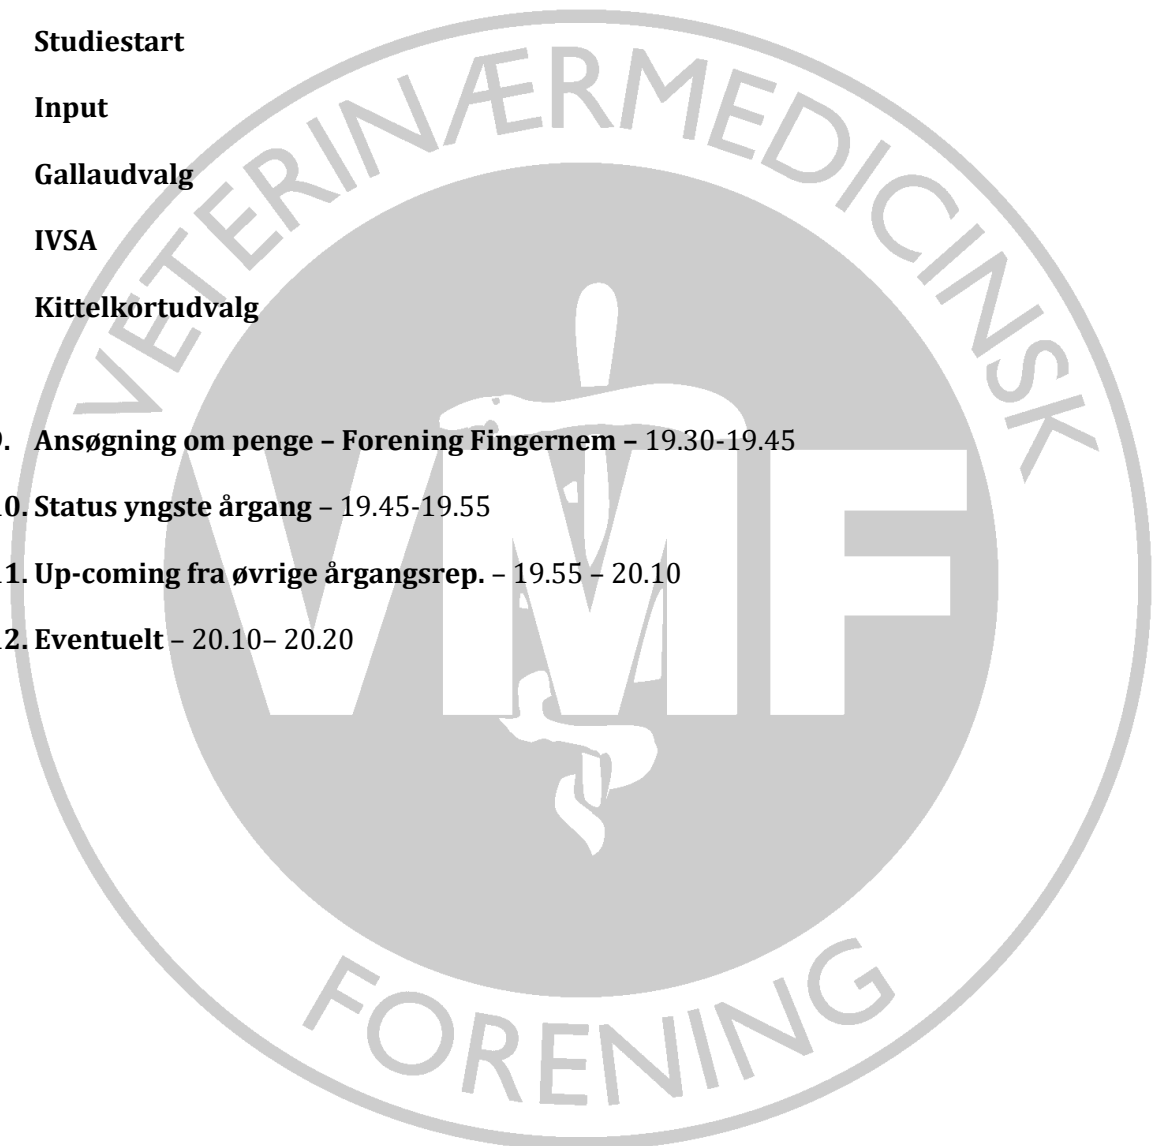 Studiestart
Input
Gallaudvalg
IVSA
Kittelkortudvalg
9. Ansøgning om penge – Forening Fingernem – 19.30-19.45
10. Status yngste årgang – 19.45-19.55
11. Up-coming fra øvrige årgangsrep. – 19.55 – 20.10
12. Eventuelt – 20.10– 20.20
VETERINÆRMEDICINSK
VMF
FORENING